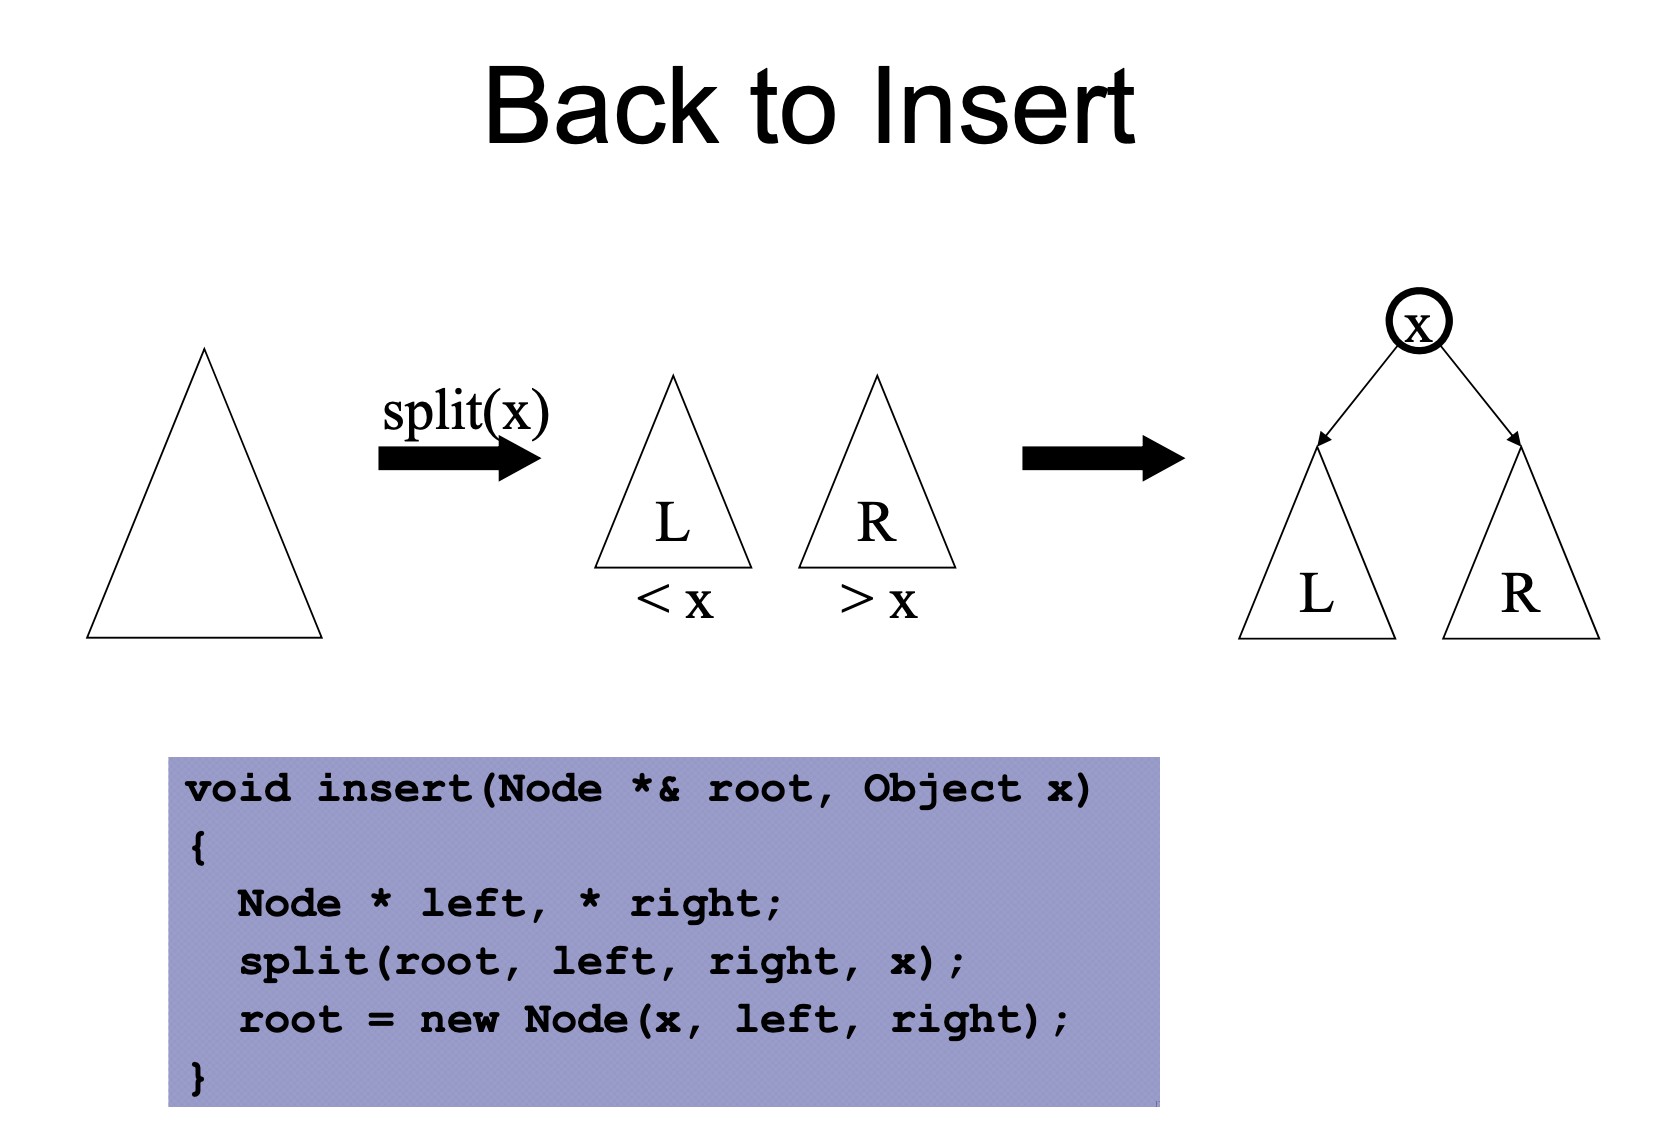 Back to Insert
split(x)
x
L
R
< x
> x
L
R
void insert(Node *& root, Object x)
{
Node * left, * right;
split(root, left, right, x);
root = new Node(x, left, right);
}